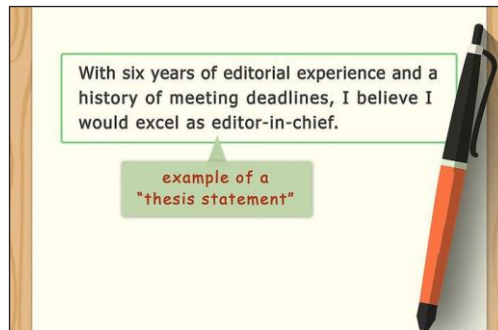 With six years of editorial experience and a
history of meeting deadlines, I believe I
would excel as editor-in-chief.
example of a
"thesis statement"